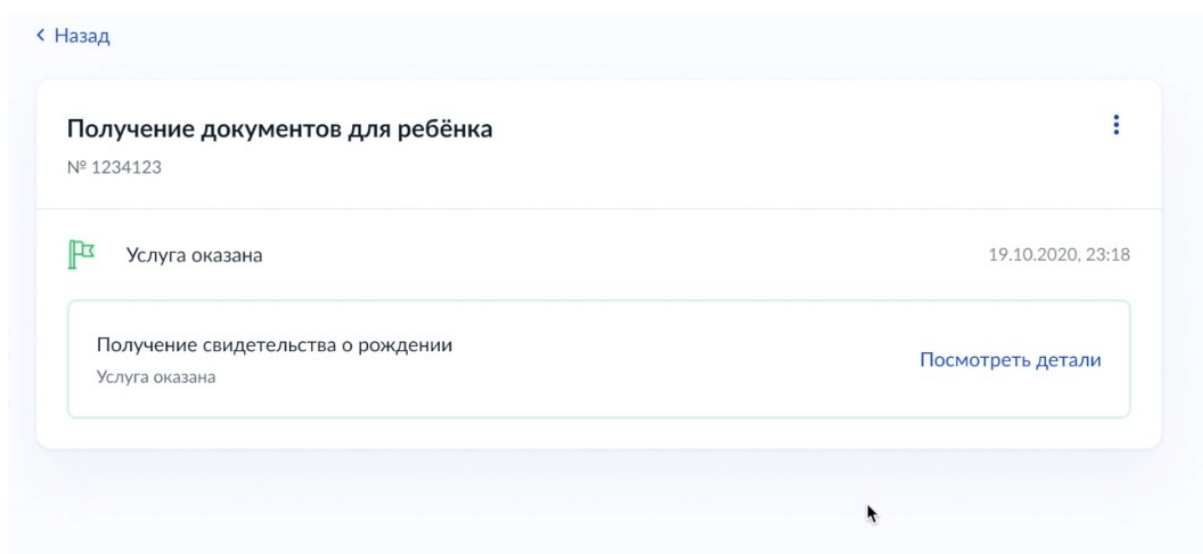 Назад
Получение документов для ребёнка
№ 1234123
Услуга оказана 19.10.2020, 23:18
Получение свидетельства о рождении
Услуга оказана
Посмотреть детали